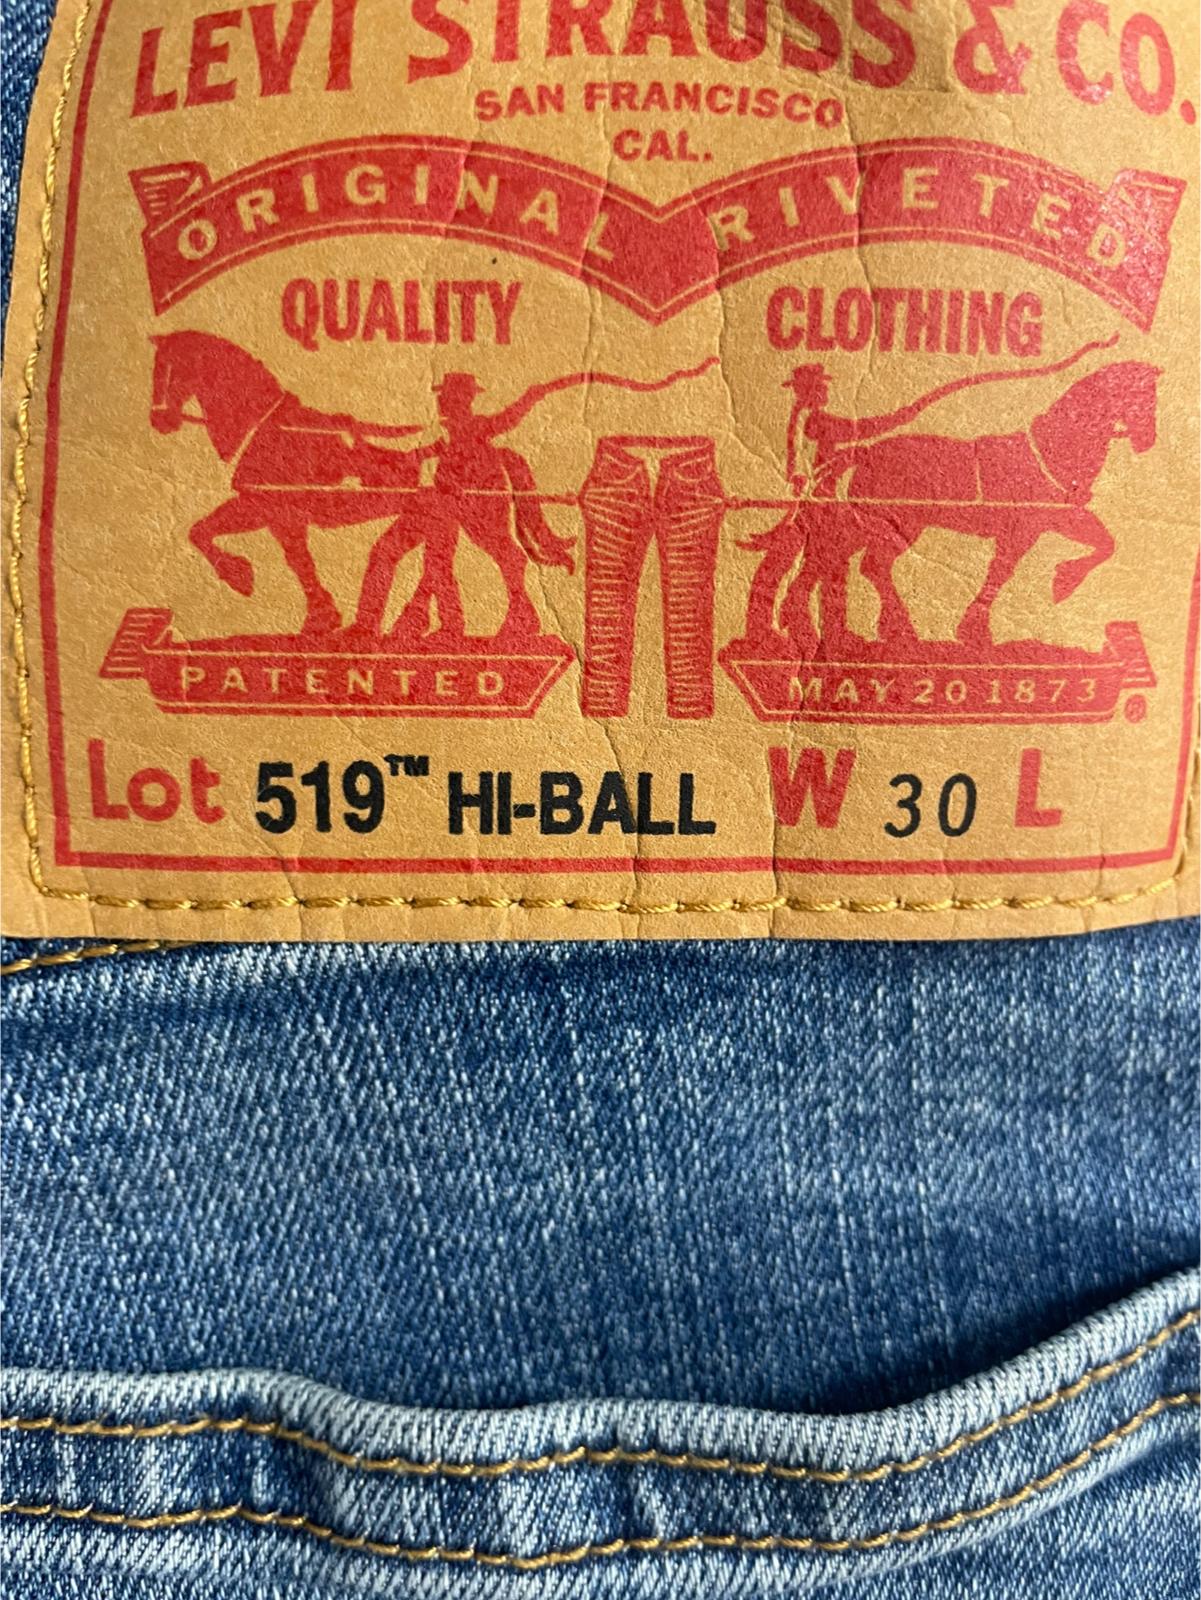 LEVI STRAUSS & CO.
SAN FRANCISCO
CAL.
ORIGINAL RIVETED
QUALITY CLOTHING
PATENTED MAY 20 1873 ®
Lot 519™ HI-BALL W 30 L